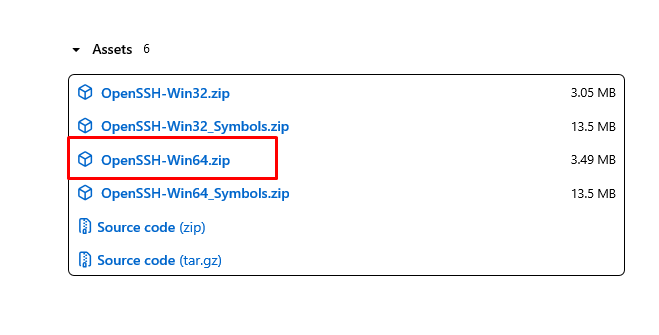 Assets 6
OpenSSH-Win32.zip 3.05 MB
OpenSSH-Win32_Symbols.zip 13.5 MB
OpenSSH-Win64.zip 3.49 MB
OpenSSH-Win64_Symbols.zip 13.5 MB
Source code (zip)
Source code (tar.gz)